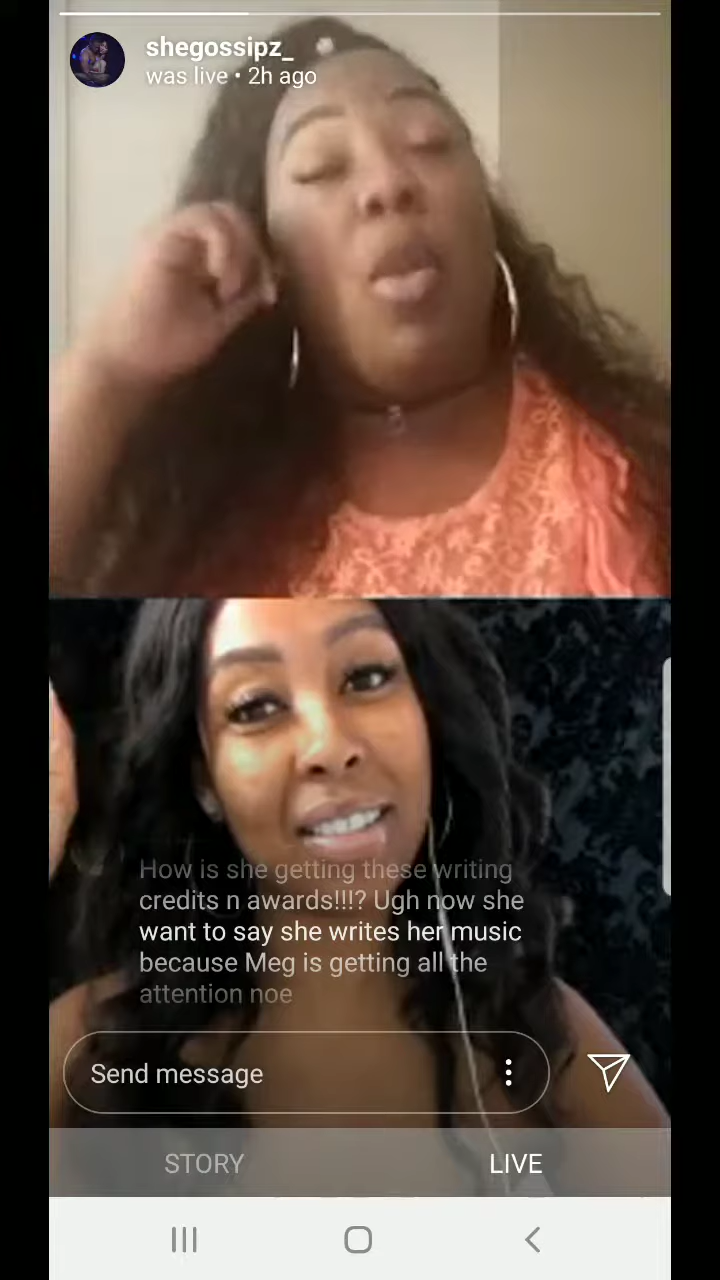 shegossipz_
was live • 2h ago
How is she getting these writing
credits n awards!!!? Ugh now she
want to say she writes her music
because Meg is getting all the
attention noe
Send message
STORY
LIVE